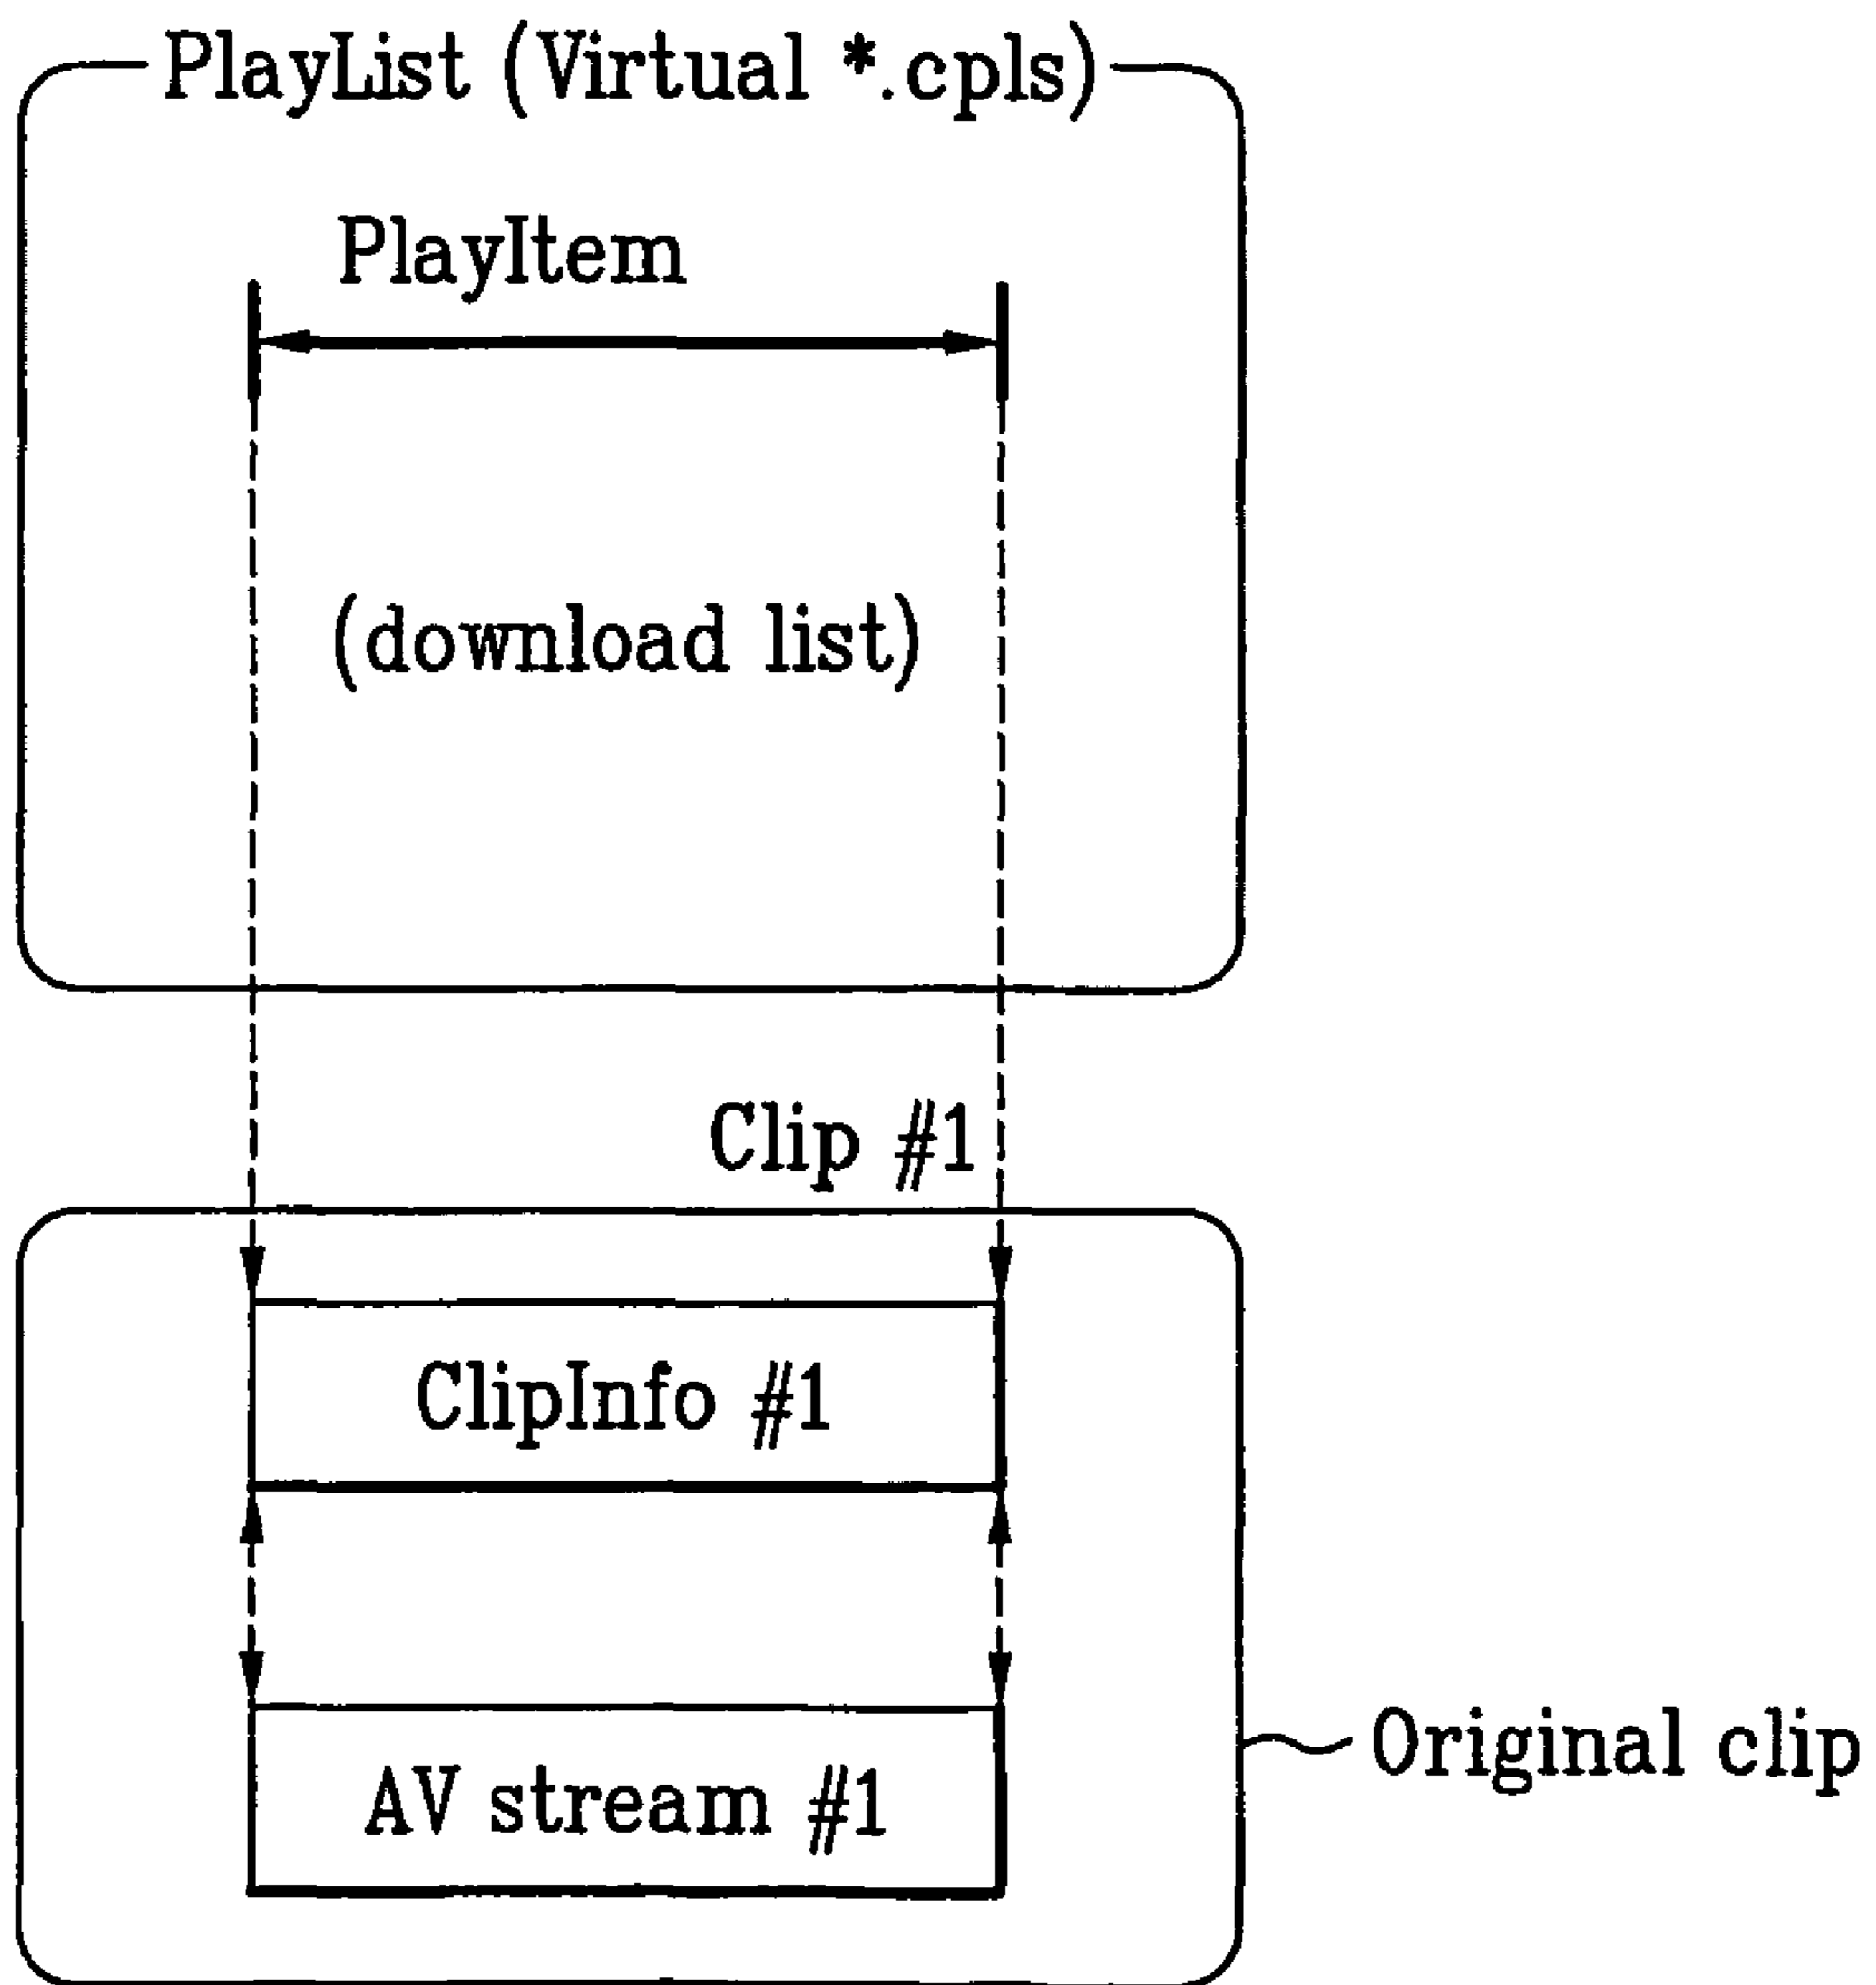 PlayList (Virtual *.cpls)
PlayItem
(download list)
Clip #1
ClipInfo #1
AV stream #1
Original clip